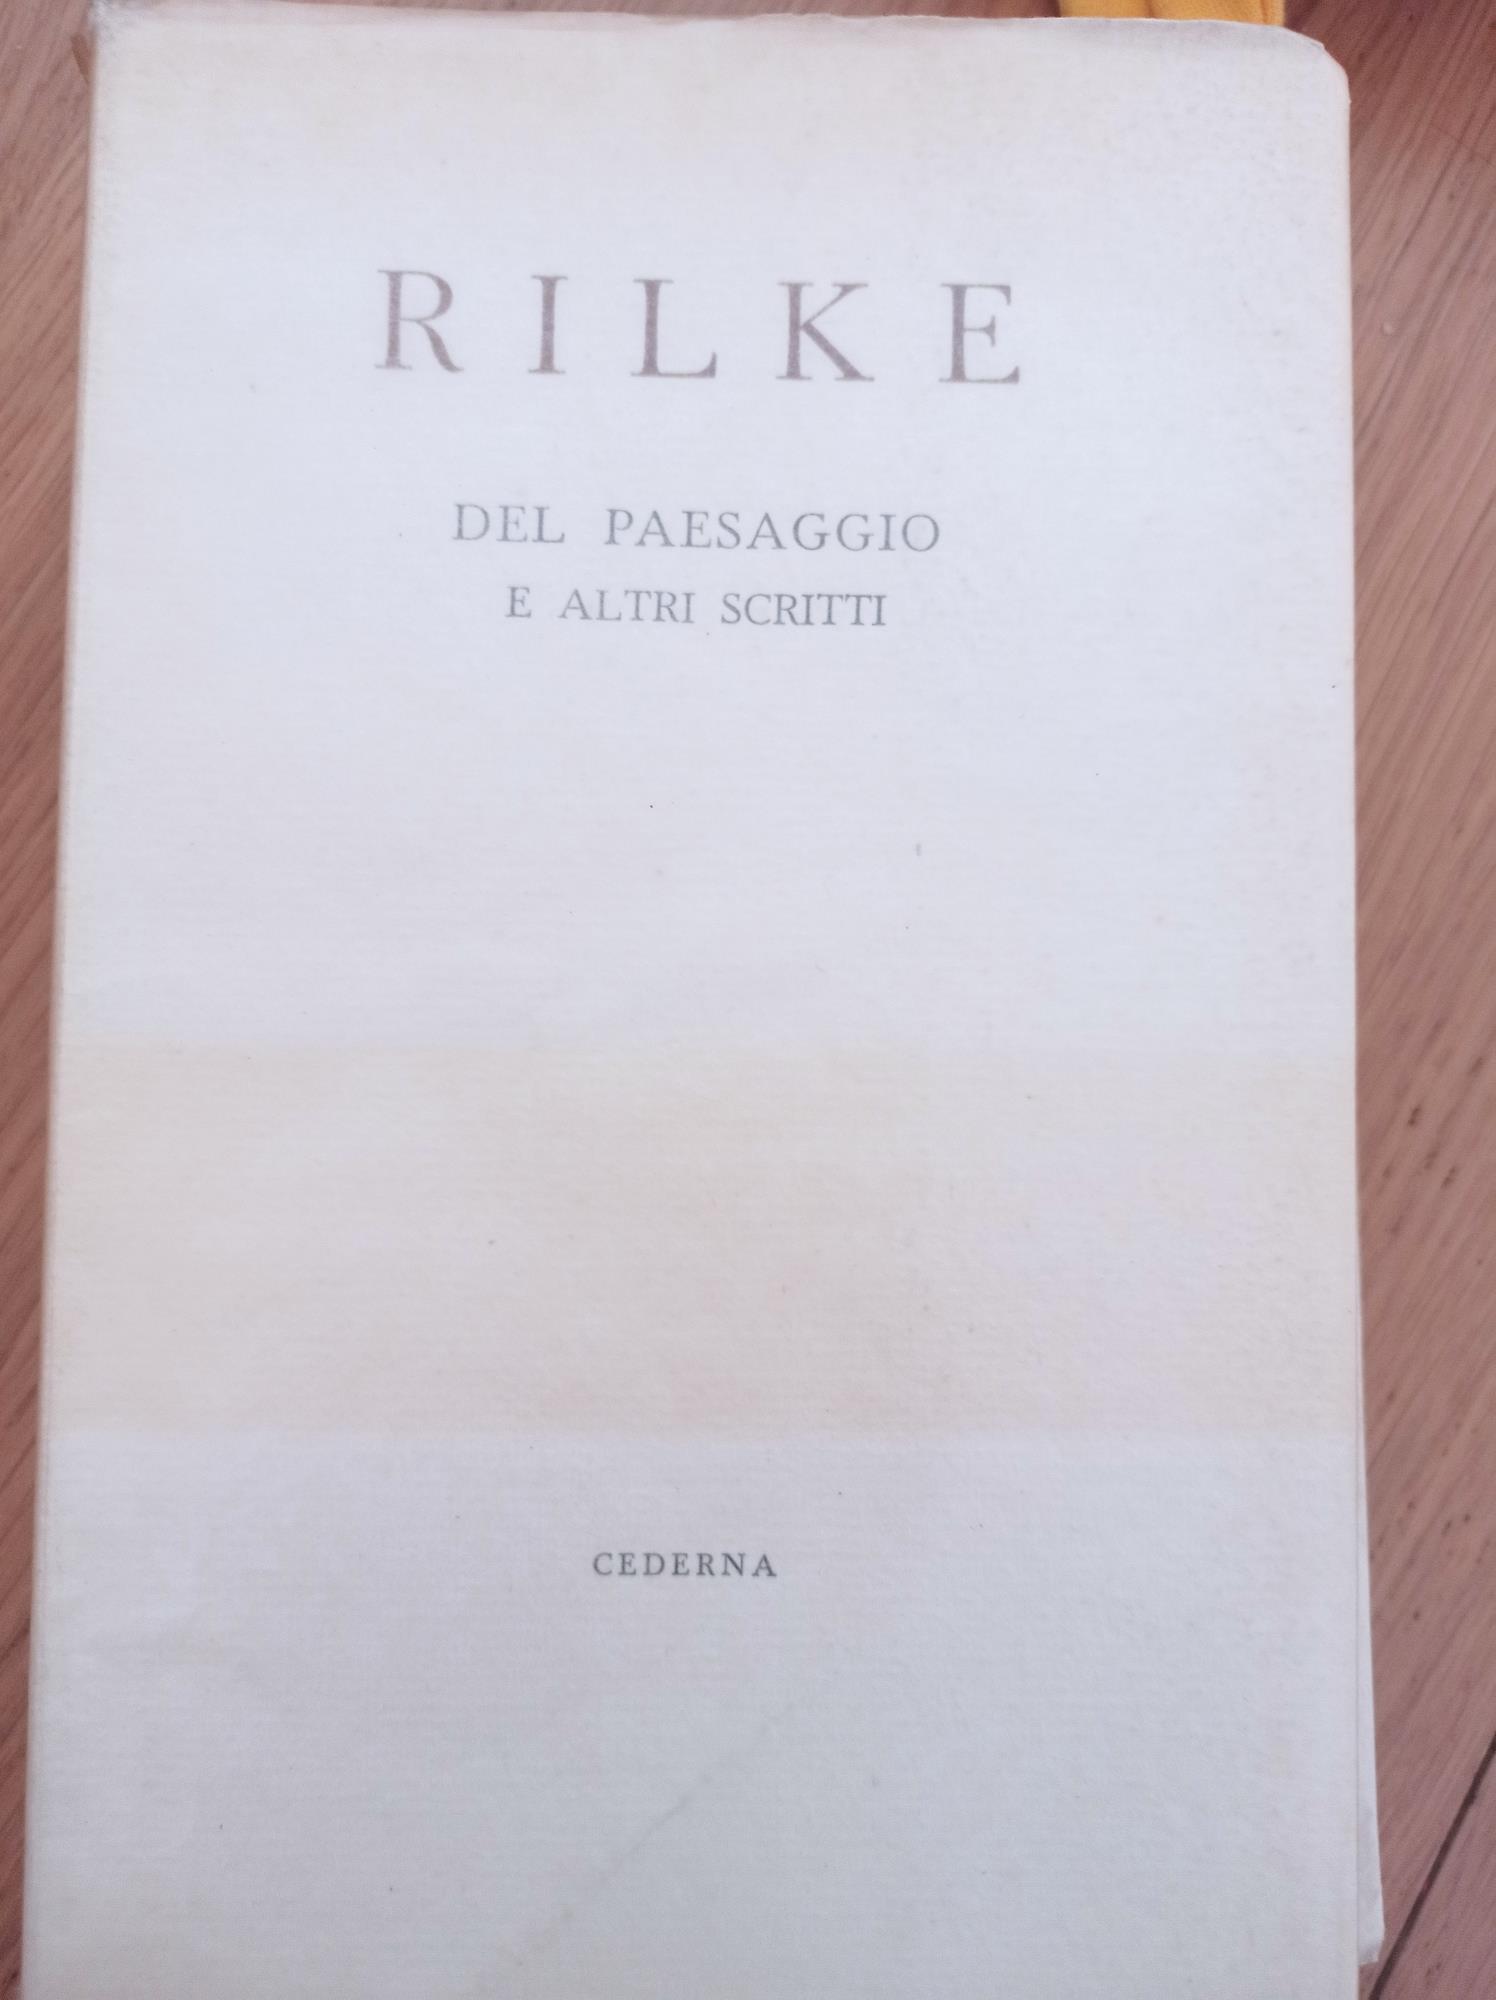 RILKE
DEL PAESAGGIO
E ALTRI SCRITTI
CEDERNA